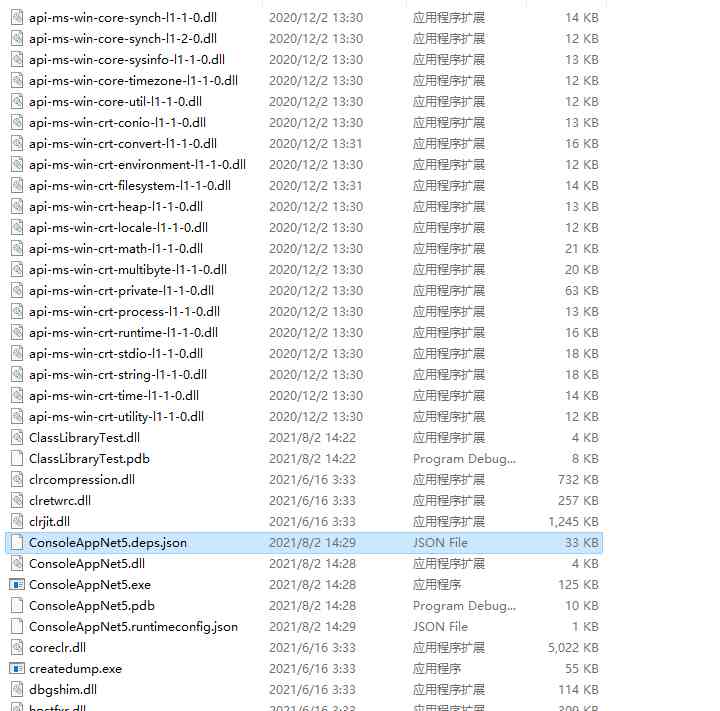 api-ms-win-core-synch-l1-1-0.dll 2020/12/2 13:30 应用程序扩展 14 KB
api-ms-win-core-synch-l1-2-0.dll 2020/12/2 13:30 应用程序扩展 12 KB
api-ms-win-core-sysinfo-l1-1-0.dll 2020/12/2 13:30 应用程序扩展 13 KB
api-ms-win-core-timezone-l1-1-0.dll 2020/12/2 13:30 应用程序扩展 12 KB
api-ms-win-core-util-l1-1-0.dll 2020/12/2 13:30 应用程序扩展 12 KB
api-ms-win-crt-conio-l1-1-0.dll 2020/12/2 13:30 应用程序扩展 13 KB
api-ms-win-crt-convert-l1-1-0.dll 2020/12/2 13:31 应用程序扩展 16 KB
api-ms-win-crt-environment-l1-1-0.dll 2020/12/2 13:30 应用程序扩展 12 KB
api-ms-win-crt-filesystem-l1-1-0.dll 2020/12/2 13:31 应用程序扩展 14 KB
api-ms-win-crt-heap-l1-1-0.dll 2020/12/2 13:30 应用程序扩展 13 KB
api-ms-win-crt-locale-l1-1-0.dll 2020/12/2 13:30 应用程序扩展 12 KB
api-ms-win-crt-math-l1-1-0.dll 2020/12/2 13:30 应用程序扩展 21 KB
api-ms-win-crt-multibyte-l1-1-0.dll 2020/12/2 13:30 应用程序扩展 20 KB
api-ms-win-crt-private-l1-1-0.dll 2020/12/2 13:30 应用程序扩展 63 KB
api-ms-win-crt-process-l1-1-0.dll 2020/12/2 13:30 应用程序扩展 13 KB
api-ms-win-crt-runtime-l1-1-0.dll 2020/12/2 13:30 应用程序扩展 16 KB
api-ms-win-crt-stdio-l1-1-0.dll 2020/12/2 13:30 应用程序扩展 18 KB
api-ms-win-crt-string-l1-1-0.dll 2020/12/2 13:30 应用程序扩展 18 KB
api-ms-win-crt-time-l1-1-0.dll 2020/12/2 13:30 应用程序扩展 14 KB
api-ms-win-crt-utility-l1-1-0.dll 2020/12/2 13:30 应用程序扩展 12 KB
ClassLibraryTest.dll 2021/8/2 14:22 应用程序扩展 4 KB
ClassLibraryTest.pdb 2021/8/2 14:22 Program Debug... 8 KB
clrcompression.dll 2021/6/16 3:33 应用程序扩展 732 KB
clretwrc.dll 2021/6/16 3:33 应用程序扩展 257 KB
clrjit.dll 2021/6/16 3:33 应用程序扩展 1,245 KB
ConsoleAppNet5.deps.json 2021/8/2 14:29 JSON File 33 KB
ConsoleAppNet5.dll 2021/8/2 14:28 应用程序扩展 4 KB
ConsoleAppNet5.exe 2021/8/2 14:28 应用程序 125 KB
ConsoleAppNet5.pdb 2021/8/2 14:28 Program Debug... 10 KB
ConsoleAppNet5.runtimeconfig.json 2021/8/2 14:29 JSON File 1 KB
coreclr.dll 2021/6/16 3:33 应用程序扩展 5,022 KB
createdump.exe 2021/6/16 3:33 应用程序 55 KB
dbgshim.dll 2021/6/16 3:33 应用程序扩展 114 KB
hostfxr.dll 2021/6/16 3:33 应用程序扩展 309 KB